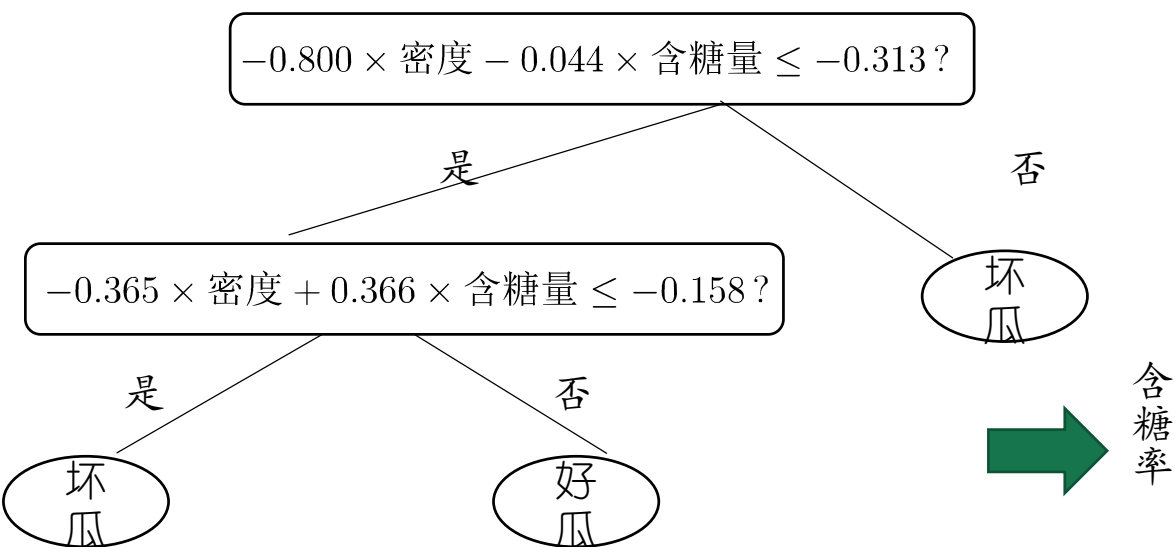 −0.800 × 密度 − 0.044 × 含糖量 ≤ −0.313？
是
否
−0.365 × 密度 + 0.366 × 含糖量 ≤ −0.158？
坏
瓜
是
否
含
糖
率
坏
瓜
好
瓜